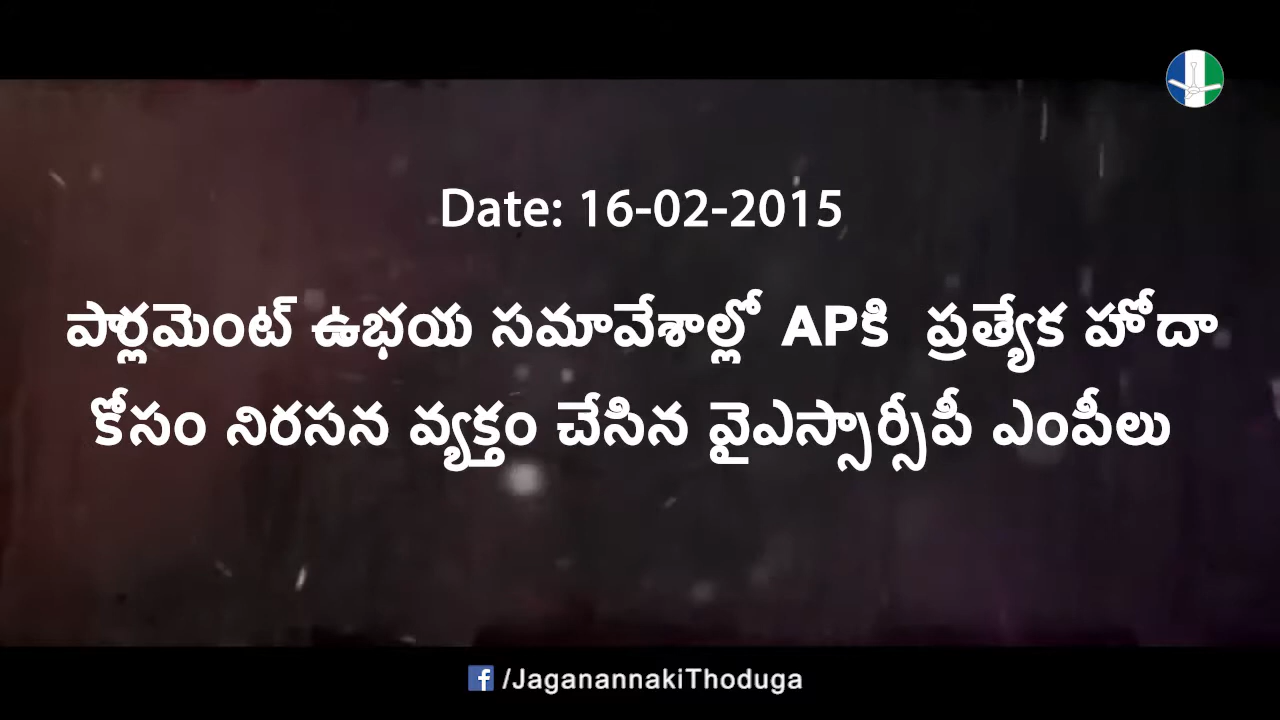 Date: 16-02-2015
పార్లమెంట్ ఉభయ సమావేశాల్లో APకి ప్రత్యేక హోదా
కోసం నిరసన వ్యక్తం చేసిన వైఎస్సార్సీపీ ఎంపీలు
/JaganannakiThoduga